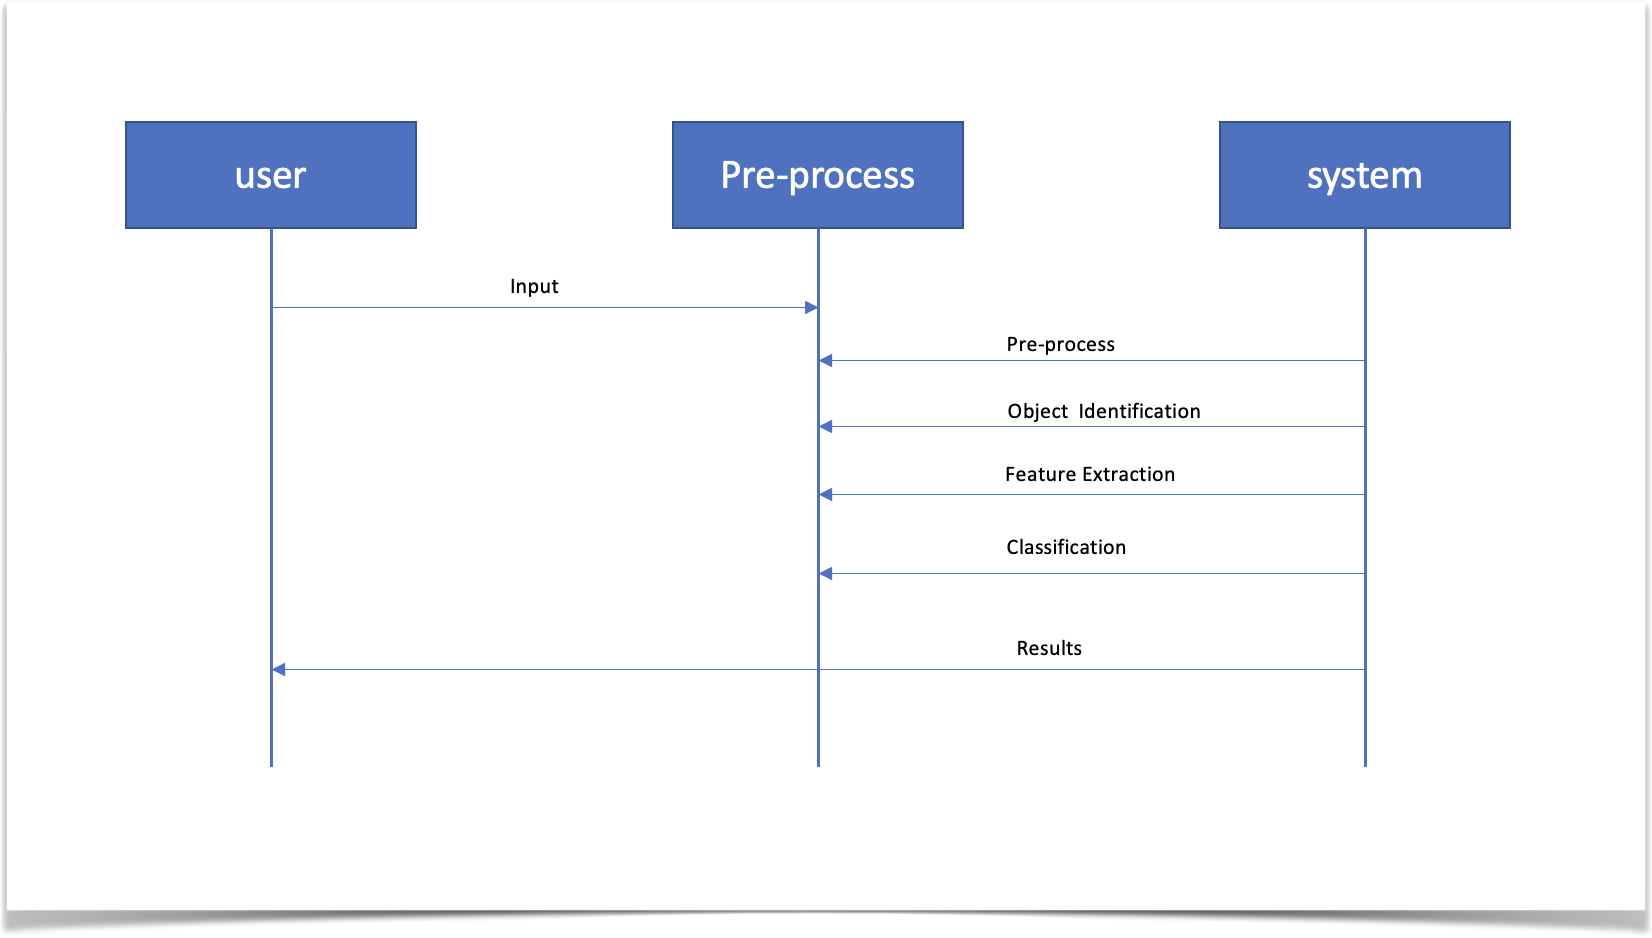 user
Pre-process
system
Input
Pre-process
Object  Identification
Feature Extraction
Classification
Results